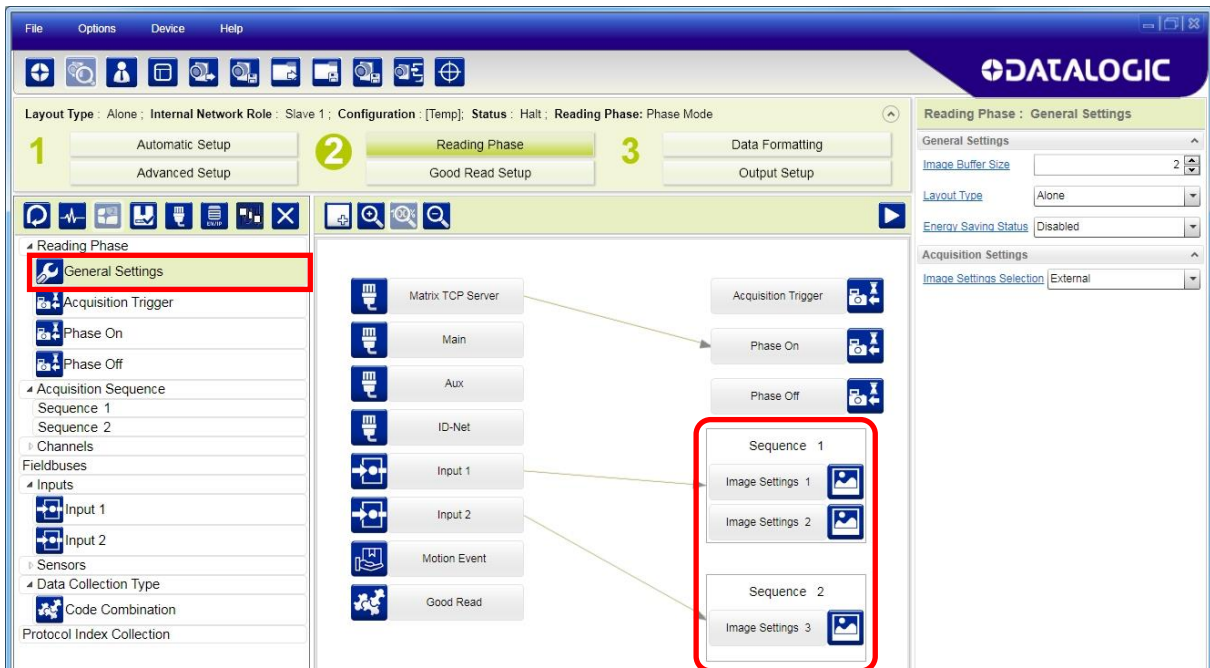 File Options Device Help
DATALOGIC
Layout Type : Alone ; Internal Network Role : Slave 1 ; Configuration : [Temp]; Status : Halt ; Reading Phase: Phase Mode
1 Automatic Setup
Advanced Setup
2 Reading Phase
Good Read Setup
3 Data Formatting
Output Setup
Reading Phase
General Settings
Acquisition Trigger
Phase On
Phase Off
Acquisition Sequence
Sequence 1
Sequence 2
Channels
Fieldbuses
Inputs
Input 1
Input 2
Sensors
Data Collection Type
Code Combination
Protocol Index Collection
100%
Matrix TCP Server
Main
Aux
ID-Net
Input 1
Input 2
Motion Event
Good Read
Acquisition Trigger
Phase On
Phase Off
Sequence 1
Image Settings 1
Image Settings 2
Sequence 2
Image Settings 3
Reading Phase : General Settings
General Settings
Image Buffer Size 2
Layout Type Alone
Energy Saving Status Disabled
Acquisition Settings
Image Settings Selection External